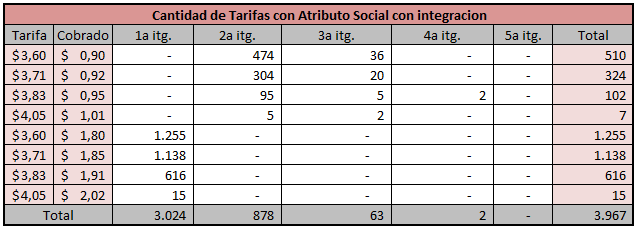 Cantidad de Tarifas con Atributo Social con integracion
Tarifa Cobrado 1a itg. 2a itg. 3a itg. 4a itg. 5a itg. Total
$3,60 $ 0,90 - 474 36 - - 510
$3,71 $ 0,92 - 304 20 - - 324
$3,83 $ 0,95 - 95 5 2 - 102
$4,05 $ 1,01 - 5 2 - - 7
$3,60 $ 1,80 1.255 - - - - 1.255
$3,71 $ 1,85 1.138 - - - - 1.138
$3,83 $ 1,91 616 - - - - 616
$4,05 $ 2,02 15 - - - - 15
Total 3.024 878 63 2 - 3.967